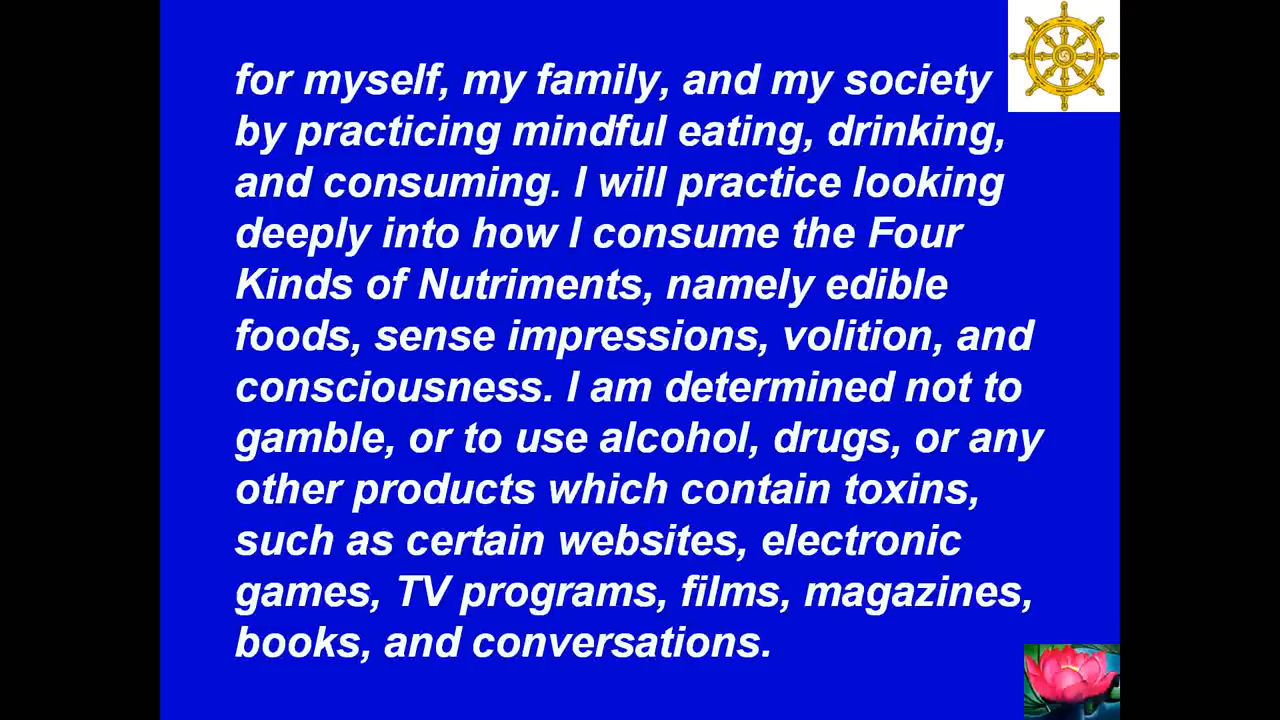 for myself, my family, and my society
by practicing mindful eating, drinking,
and consuming. I will practice looking
deeply into how I consume the Four
Kinds of Nutriments, namely edible
foods, sense impressions, volition, and
consciousness. I am determined not to
gamble, or to use alcohol, drugs, or any
other products which contain toxins,
such as certain websites, electronic
games, TV programs, films, magazines,
books, and conversations.